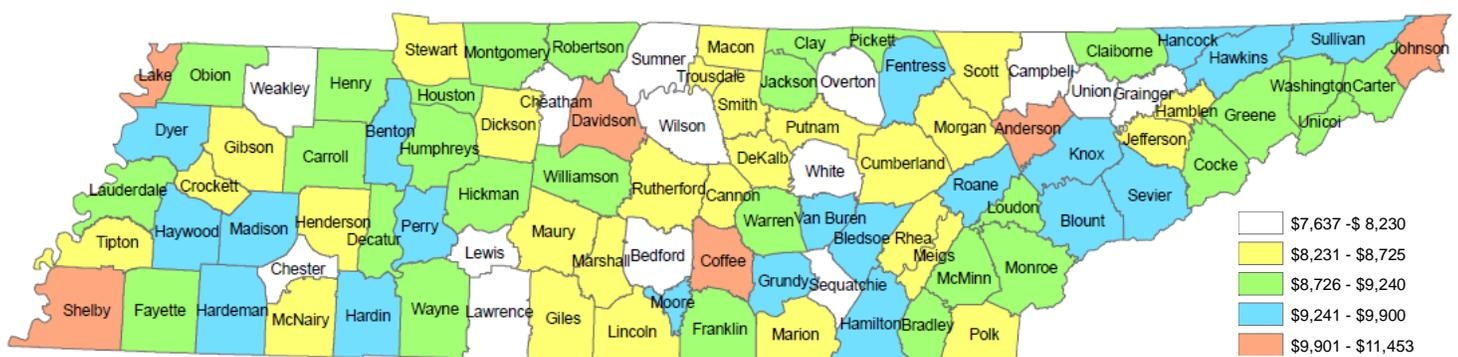 Stewart
Montgomery
Robertson
Sumner
Macon
Clay
Pickett
Fentress
Scott
Campbell
Claiborne
Hancock
Hawkins
Sullivan
Johnson
Lake
Obion
Weakley
Henry
Houston
Cheatham
Trousdale
Jackson
Overton
Union
Grainger
Hamblen
Washington
Carter
Dyer
Gibson
Carroll
Benton
Humphreys
Dickson
Davidson
Wilson
Smith
Putnam
Morgan
Anderson
Jefferson
Greene
Unicoi
Lauderdale
Crockett
Hickman
Williamson
Rutherford
Cannon
DeKalb
White
Cumberland
Roane
Knox
Cocke
Tipton
Haywood
Madison
Henderson
Decatur
Perry
Maury
Warren
Van Buren
Bledsoe
Rhea
Meigs
Loudon
Blount
Sevier
Chester
Lewis
Marshall
Bedford
Coffee
Grundy
Sequatchie
McMinn
Monroe
Shelby
Fayette
Hardeman
McNairy
Hardin
Wayne
Lawrence
Giles
Lincoln
Moore
Franklin
Marion
Hamilton
Bradley
Polk
$7,637 -$ 8,230
$8,231 - $8,725
$8,726 - $9,240
$9,241 - $9,900
$9,901 - $11,453